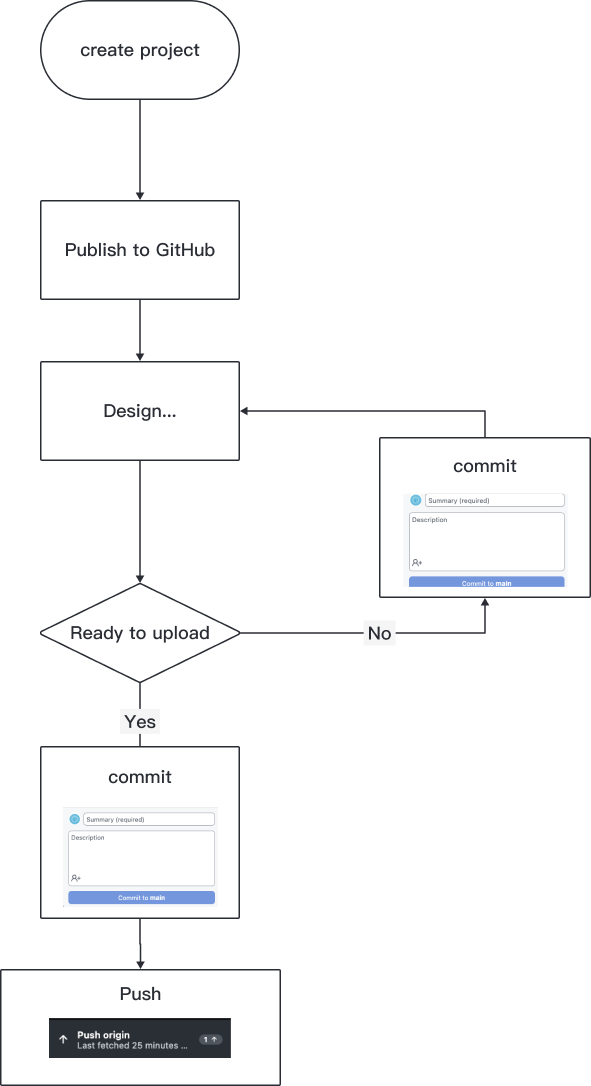 create project
Publish to GitHub
Design...
commit
Summary (required)
Description
Commit to main
Ready to upload
No
Yes
commit
Summary (required)
Description
Commit to main
Push
Push origin
Last fetched 25 minutes ...
1